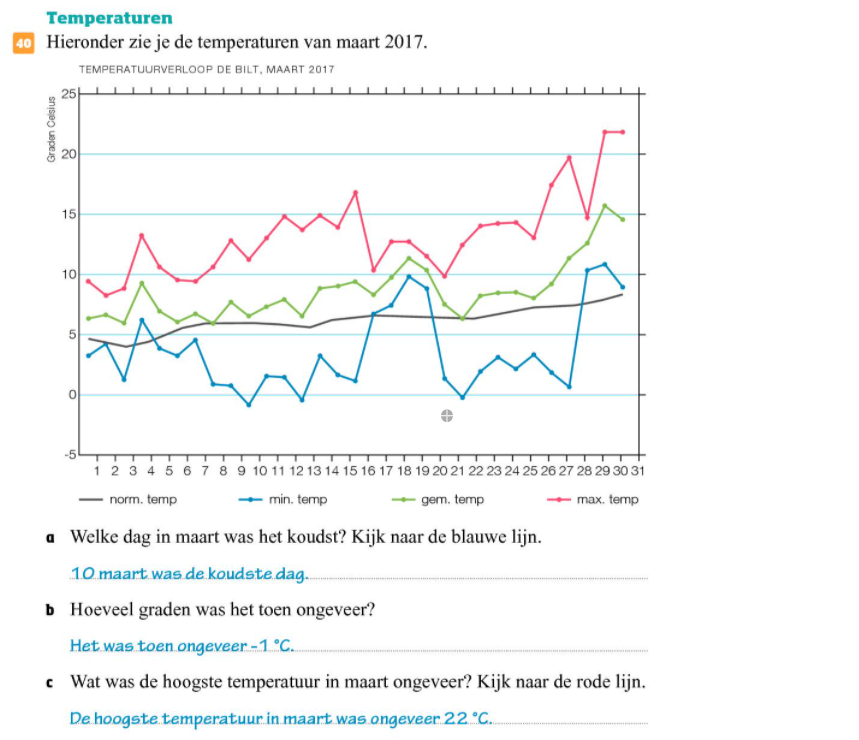 Temperaturen
40 Hieronder zie je de temperaturen van maart 2017.
TEMPERATUURVERLOOP DE BILT, MAART 2017
Graden Celsius
25
20
15
10
5
0
-5
1 2 3 4 5 6 7 8 9 10 11 12 13 14 15 16 17 18 19 20 21 22 23 24 25 26 27 28 29 30 31
norm. temp min. temp gem. temp max. temp
a Welke dag in maart was het koudst? Kijk naar de blauwe lijn.
10 maart was de koudste dag.
b Hoeveel graden was het toen ongeveer?
Het was toen ongeveer -1 °C.
c Wat was de hoogste temperatuur in maart ongeveer? Kijk naar de rode lijn.
De hoogste temperatuur in maart was ongeveer 22 °C.